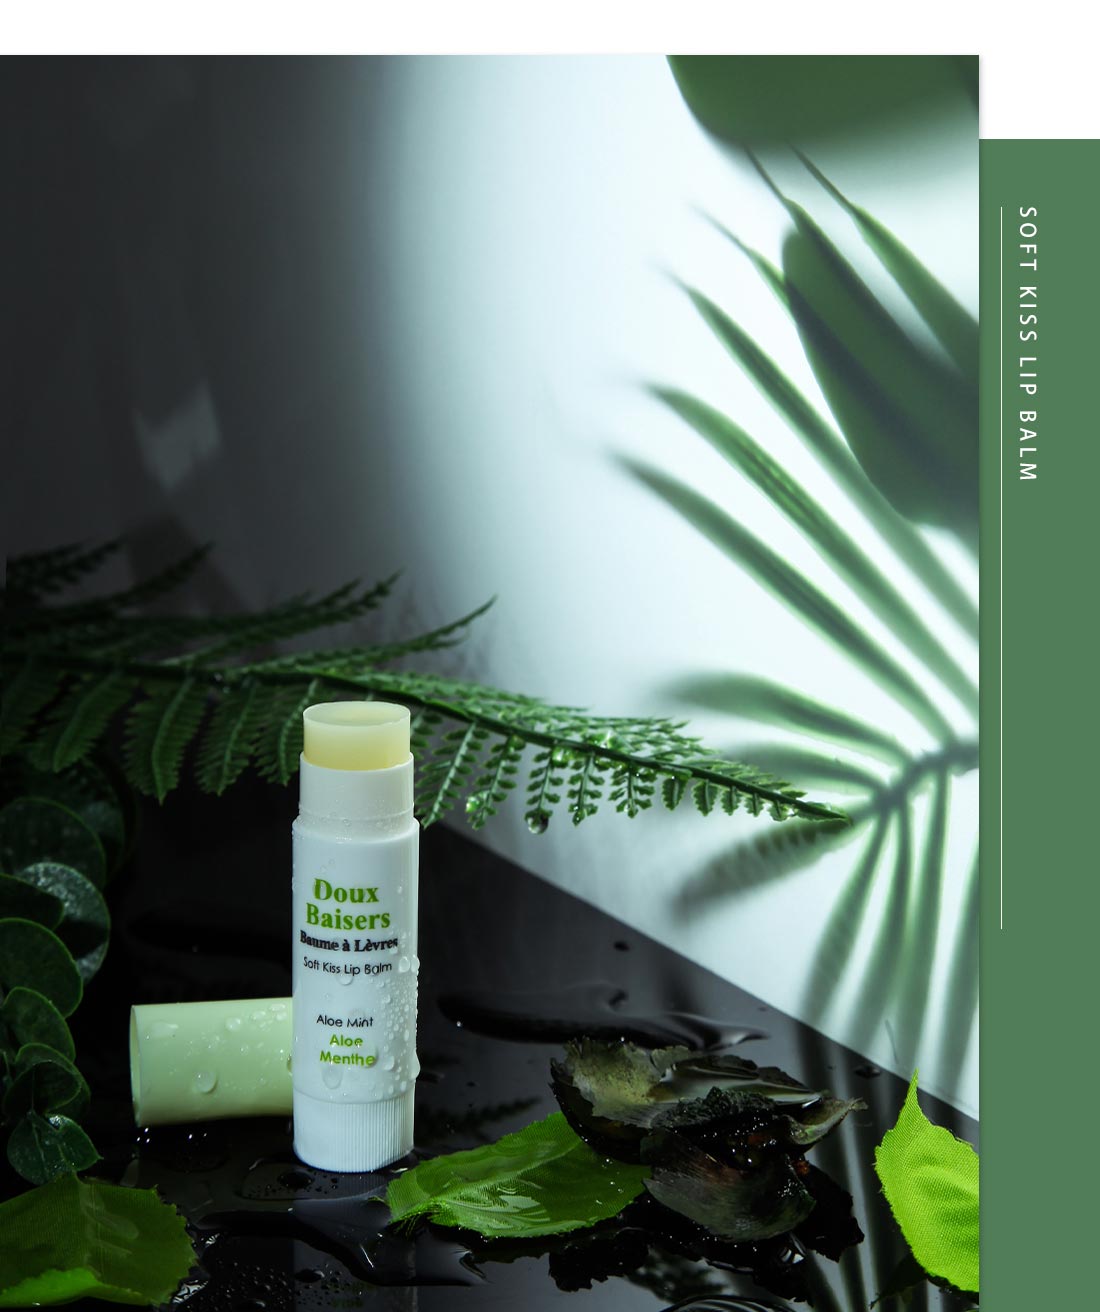 SOFT KISS LIP BALM
Doux
Baisers
Baume à Lèvres
Soft Kiss Lip Balm
Aloe Mint
Aloe
Menthe